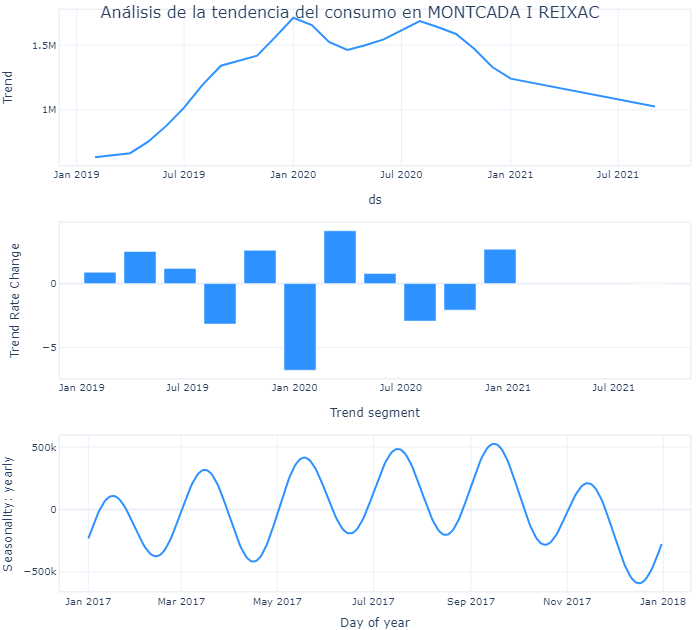 Análisis de la tendencia del consumo en MONTCADA I REIXAC
Trend
1.5M
1M
Jan 2019 Jul 2019 Jan 2020 Jul 2020 Jan 2021 Jul 2021
ds
Trend Rate Change
0
−5
Jan 2019 Jul 2019 Jan 2020 Jul 2020 Jan 2021 Jul 2021
Trend segment
Seasonality: yearly
500k
0
−500k
Jan 2017 Mar 2017 May 2017 Jul 2017 Sep 2017 Nov 2017 Jan 2018
Day of year